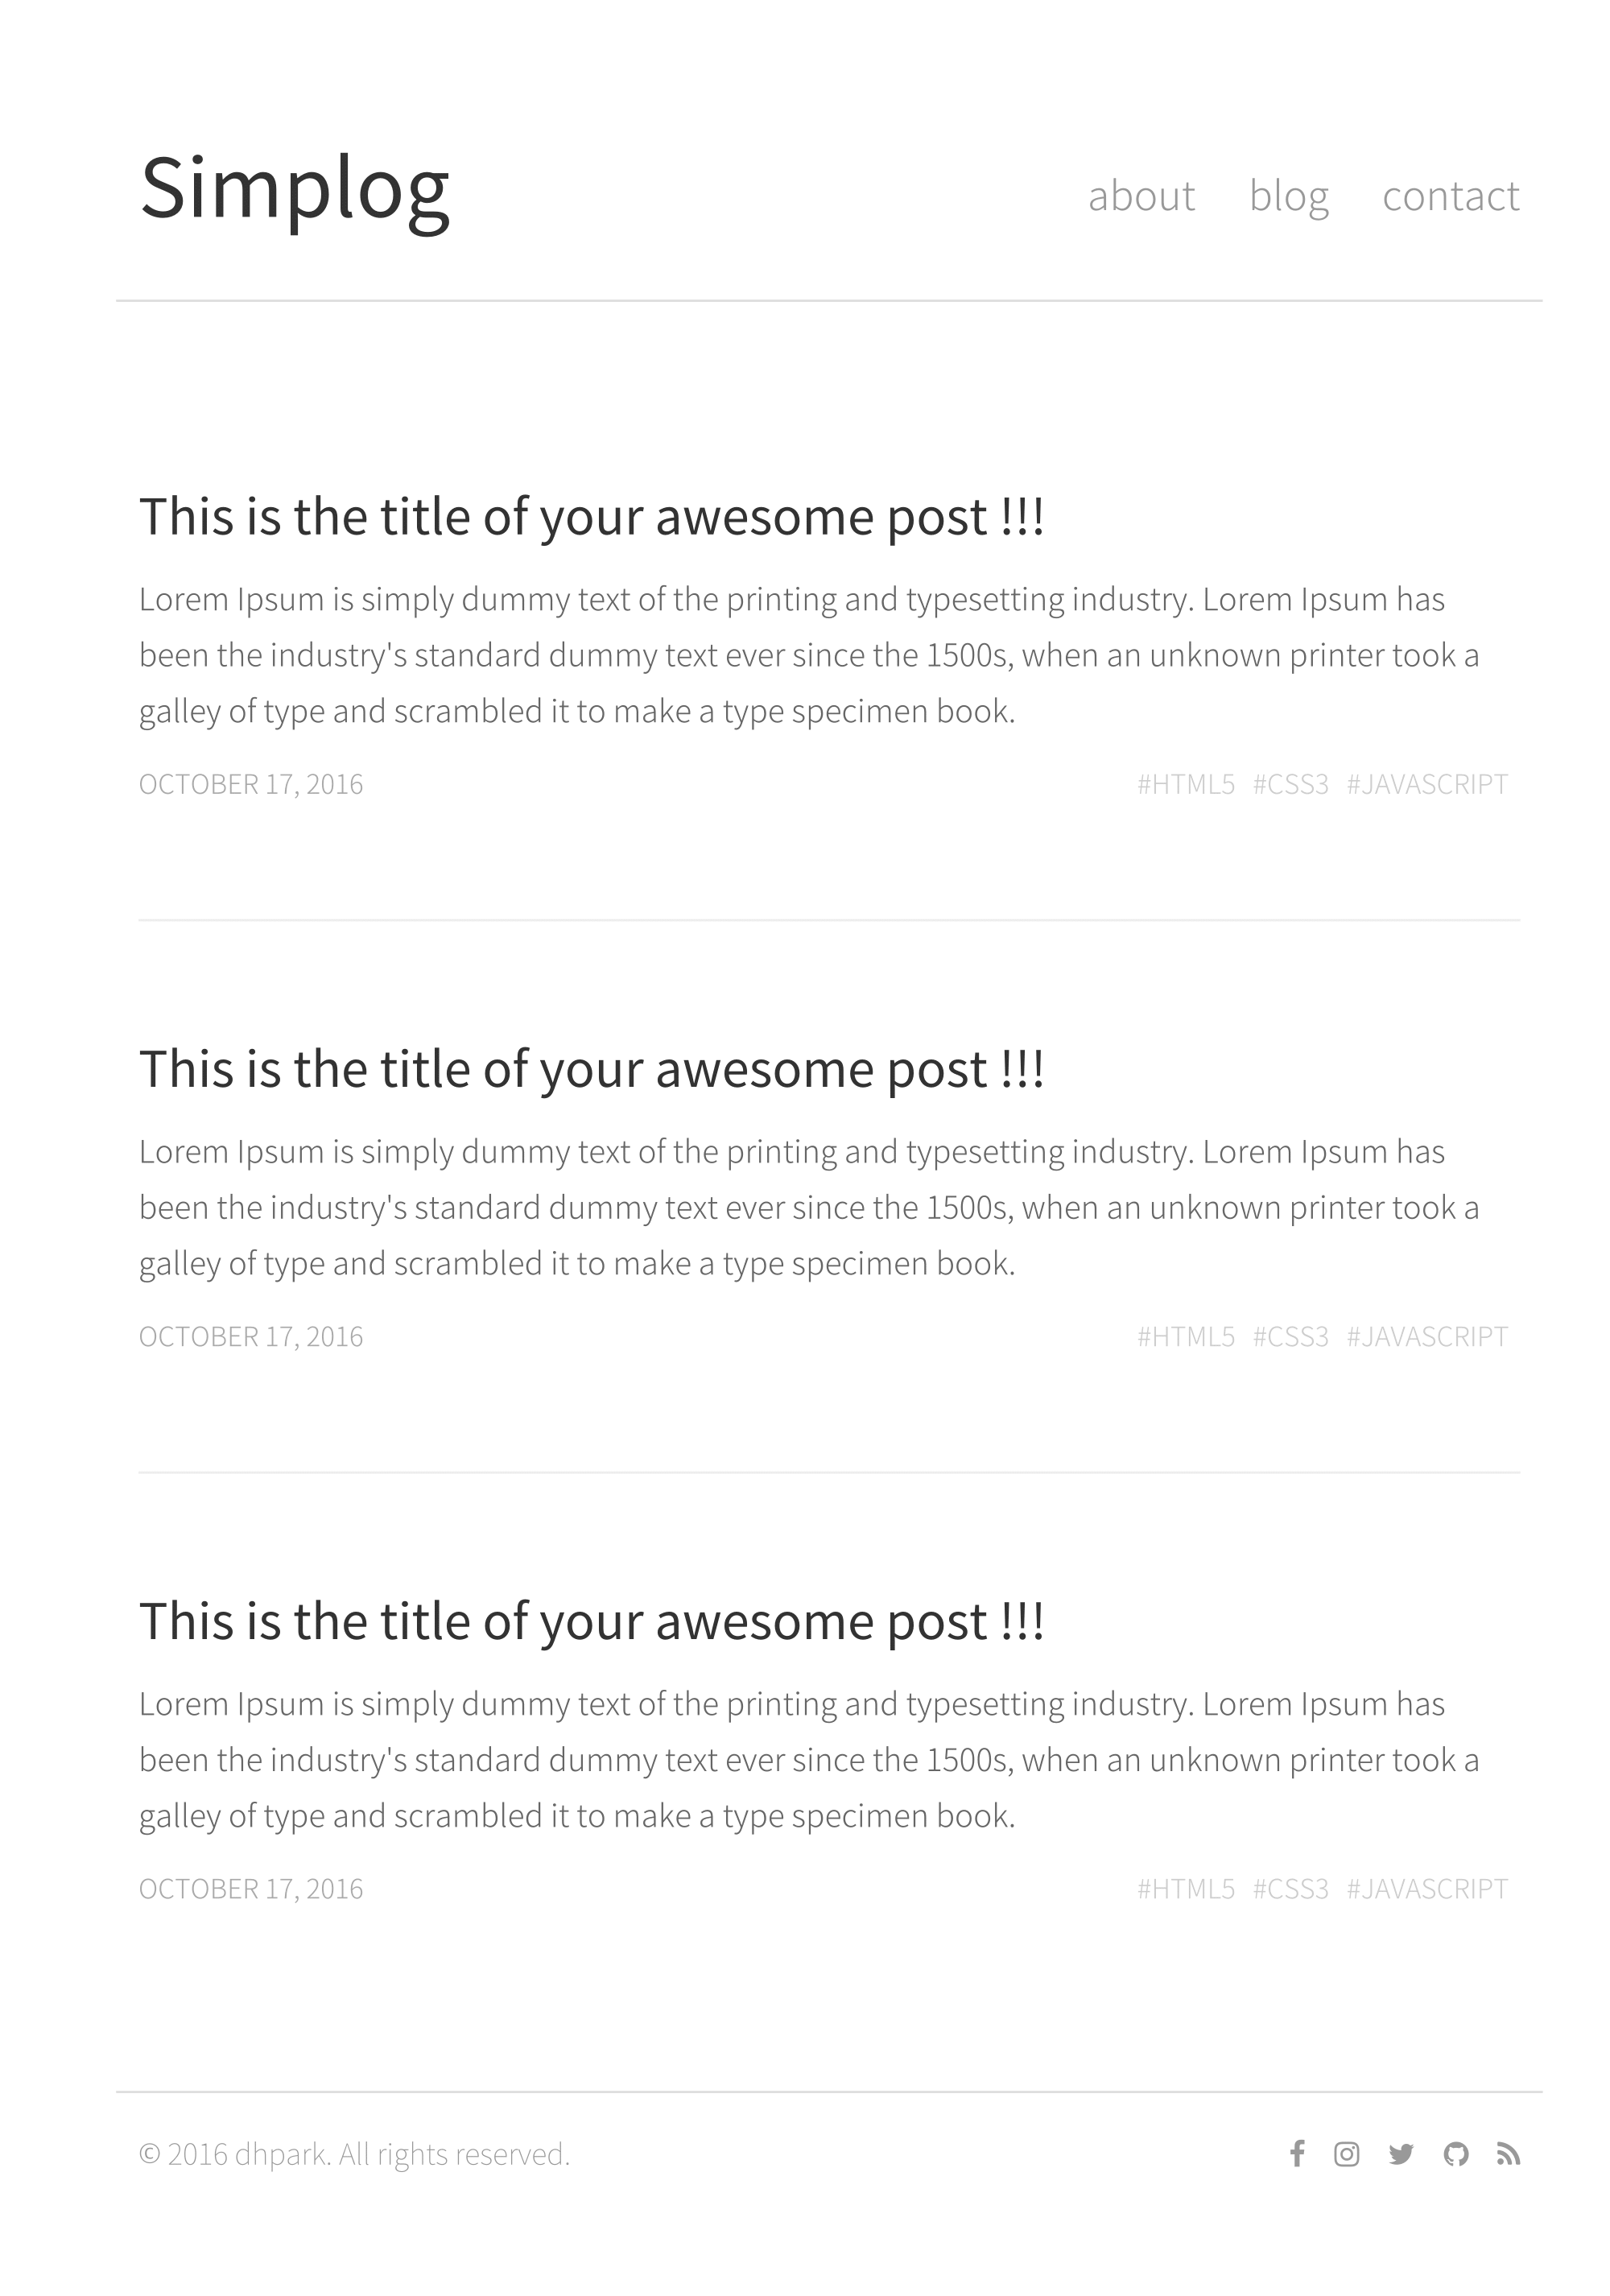 Simplog
about blog contact
This is the title of your awesome post !!!
Lorem Ipsum is simply dummy text of the printing and typesetting industry. Lorem Ipsum has
been the industry's standard dummy text ever since the 1500s, when an unknown printer took a
galley of type and scrambled it to make a type specimen book.
OCTOBER 17, 2016 #HTML5 #CSS3 #JAVASCRIPT
This is the title of your awesome post !!!
Lorem Ipsum is simply dummy text of the printing and typesetting industry. Lorem Ipsum has
been the industry's standard dummy text ever since the 1500s, when an unknown printer took a
galley of type and scrambled it to make a type specimen book.
OCTOBER 17, 2016 #HTML5 #CSS3 #JAVASCRIPT
This is the title of your awesome post !!!
Lorem Ipsum is simply dummy text of the printing and typesetting industry. Lorem Ipsum has
been the industry's standard dummy text ever since the 1500s, when an unknown printer took a
galley of type and scrambled it to make a type specimen book.
OCTOBER 17, 2016 #HTML5 #CSS3 #JAVASCRIPT
© 2016 dhpark. All rights reserved.